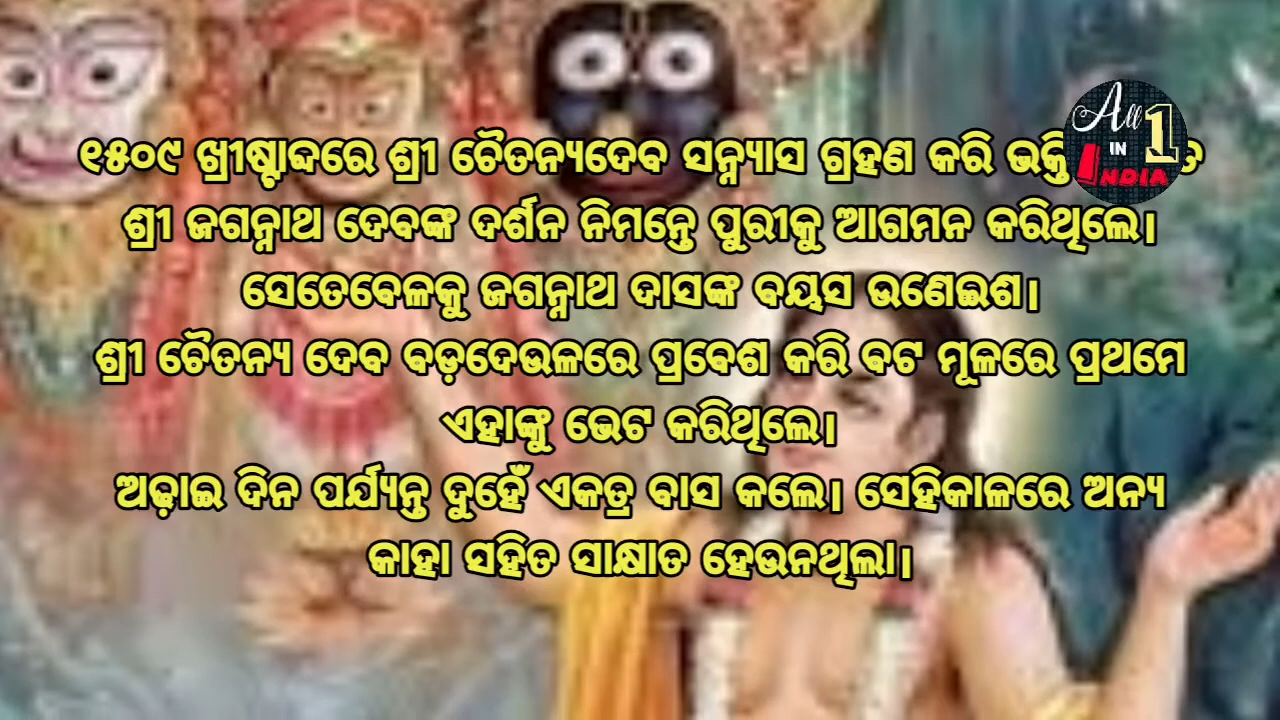 ୧୫୦୯ ଖ୍ରୀଷ୍ଟାବ୍ଦରେ ଶ୍ରୀ ଚୈତନ୍ୟଦେବ ସନ୍ନ୍ୟାସ ଗ୍ରହଣ କରି
All IN 1 INDIA
ଶ୍ରୀ ଜଗନ୍ନାଥ ଦେବଙ୍କ ଦର୍ଶନ ନିମନ୍ତେ ପୁରୀକୁ ଆଗମନ କରିଥିଲେ।
ସେତେବେଳକୁ ଜଗନ୍ନାଥ ଦାସଙ୍କ ବୟସ ଉଣେଇଶ।
ଶ୍ରୀ ଚୈତନ୍ୟ ଦେବ ବଡ଼ଦେଉଳରେ ପ୍ରବେଶ କରି ବଟ ମୂଳରେ ପ୍ରଥମେ
ଏହାଙ୍କୁ ଭେଟ କରିଥିଲେ।
ଅଢ଼ାଇ ଦିନ ପର୍ଯ୍ୟନ୍ତ ଦୁହେଁ ଏକତ୍ର ବାସ କଲେ। ସେହିକାଳରେ ଅନ୍ୟ
କାହା ସହିତ ସାକ୍ଷାତ ହେଉନଥିଲା।